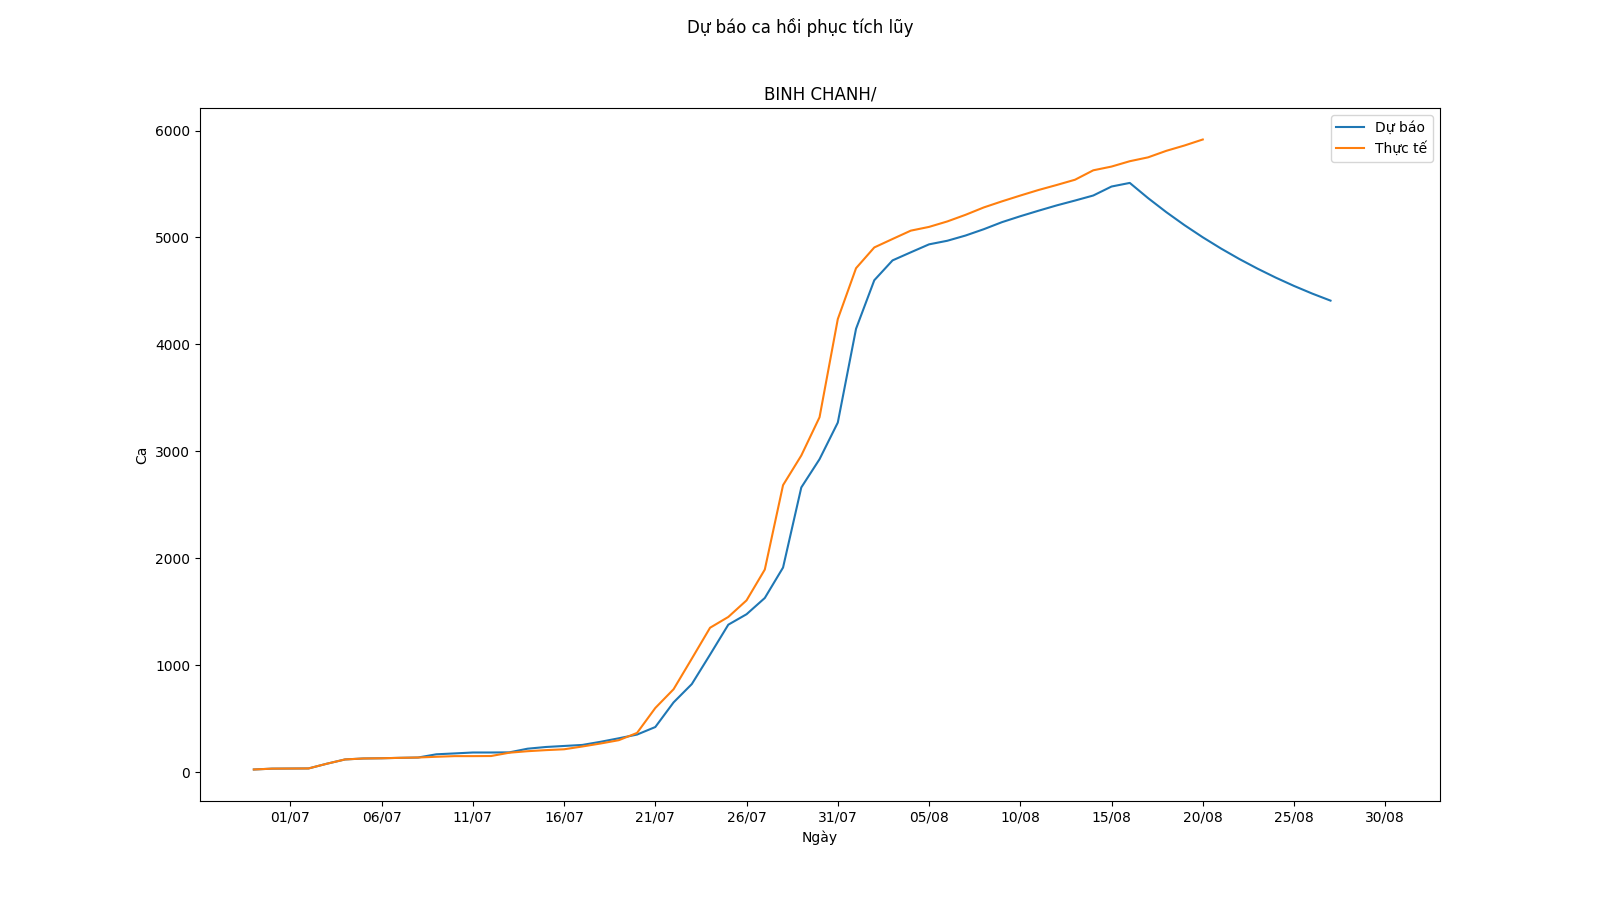 Dự báo ca hồi phục tích lũy
BINH CHANH/
Dự báo
Thực tế
6000
5000
4000
3000
2000
1000
0
Ca
01/07 06/07 11/07 16/07 21/07 26/07 31/07 05/08 10/08 15/08 20/08 25/08 30/08
Ngày